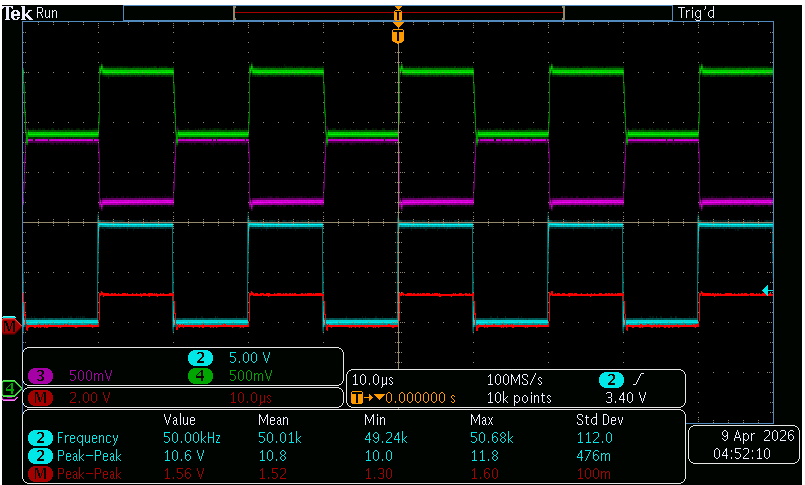 Tek Run Trig'd
T
T
M
4
2 5.00 V
3 500mV 4 500mV
M 2.00 V 10.0µs
10.0µs 100MS/s 2
T 0.000000 s 10k points 3.40 V
Value Mean Min Max Std Dev
2 Frequency 50.00kHz 50.01k 49.24k 50.68k 112.0
2 Peak-Peak 10.6 V 10.8 10.0 11.8 476m
M Peak-Peak 1.56 V 1.52 1.30 1.60 100m
9 Apr 2026
04:52:10